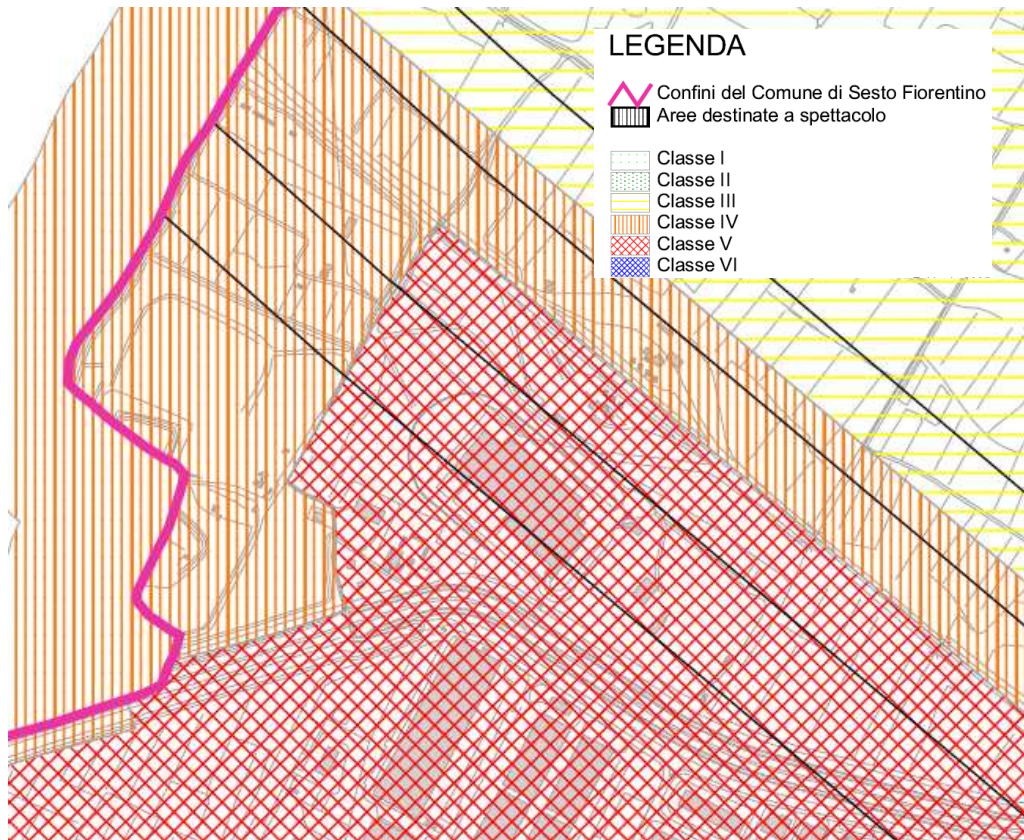 LEGENDA
Confini del Comune di Sesto Fiorentino
Aree destinate a spettacolo
Classe I
Classe II
Classe III
Classe IV
Classe V
Classe VI